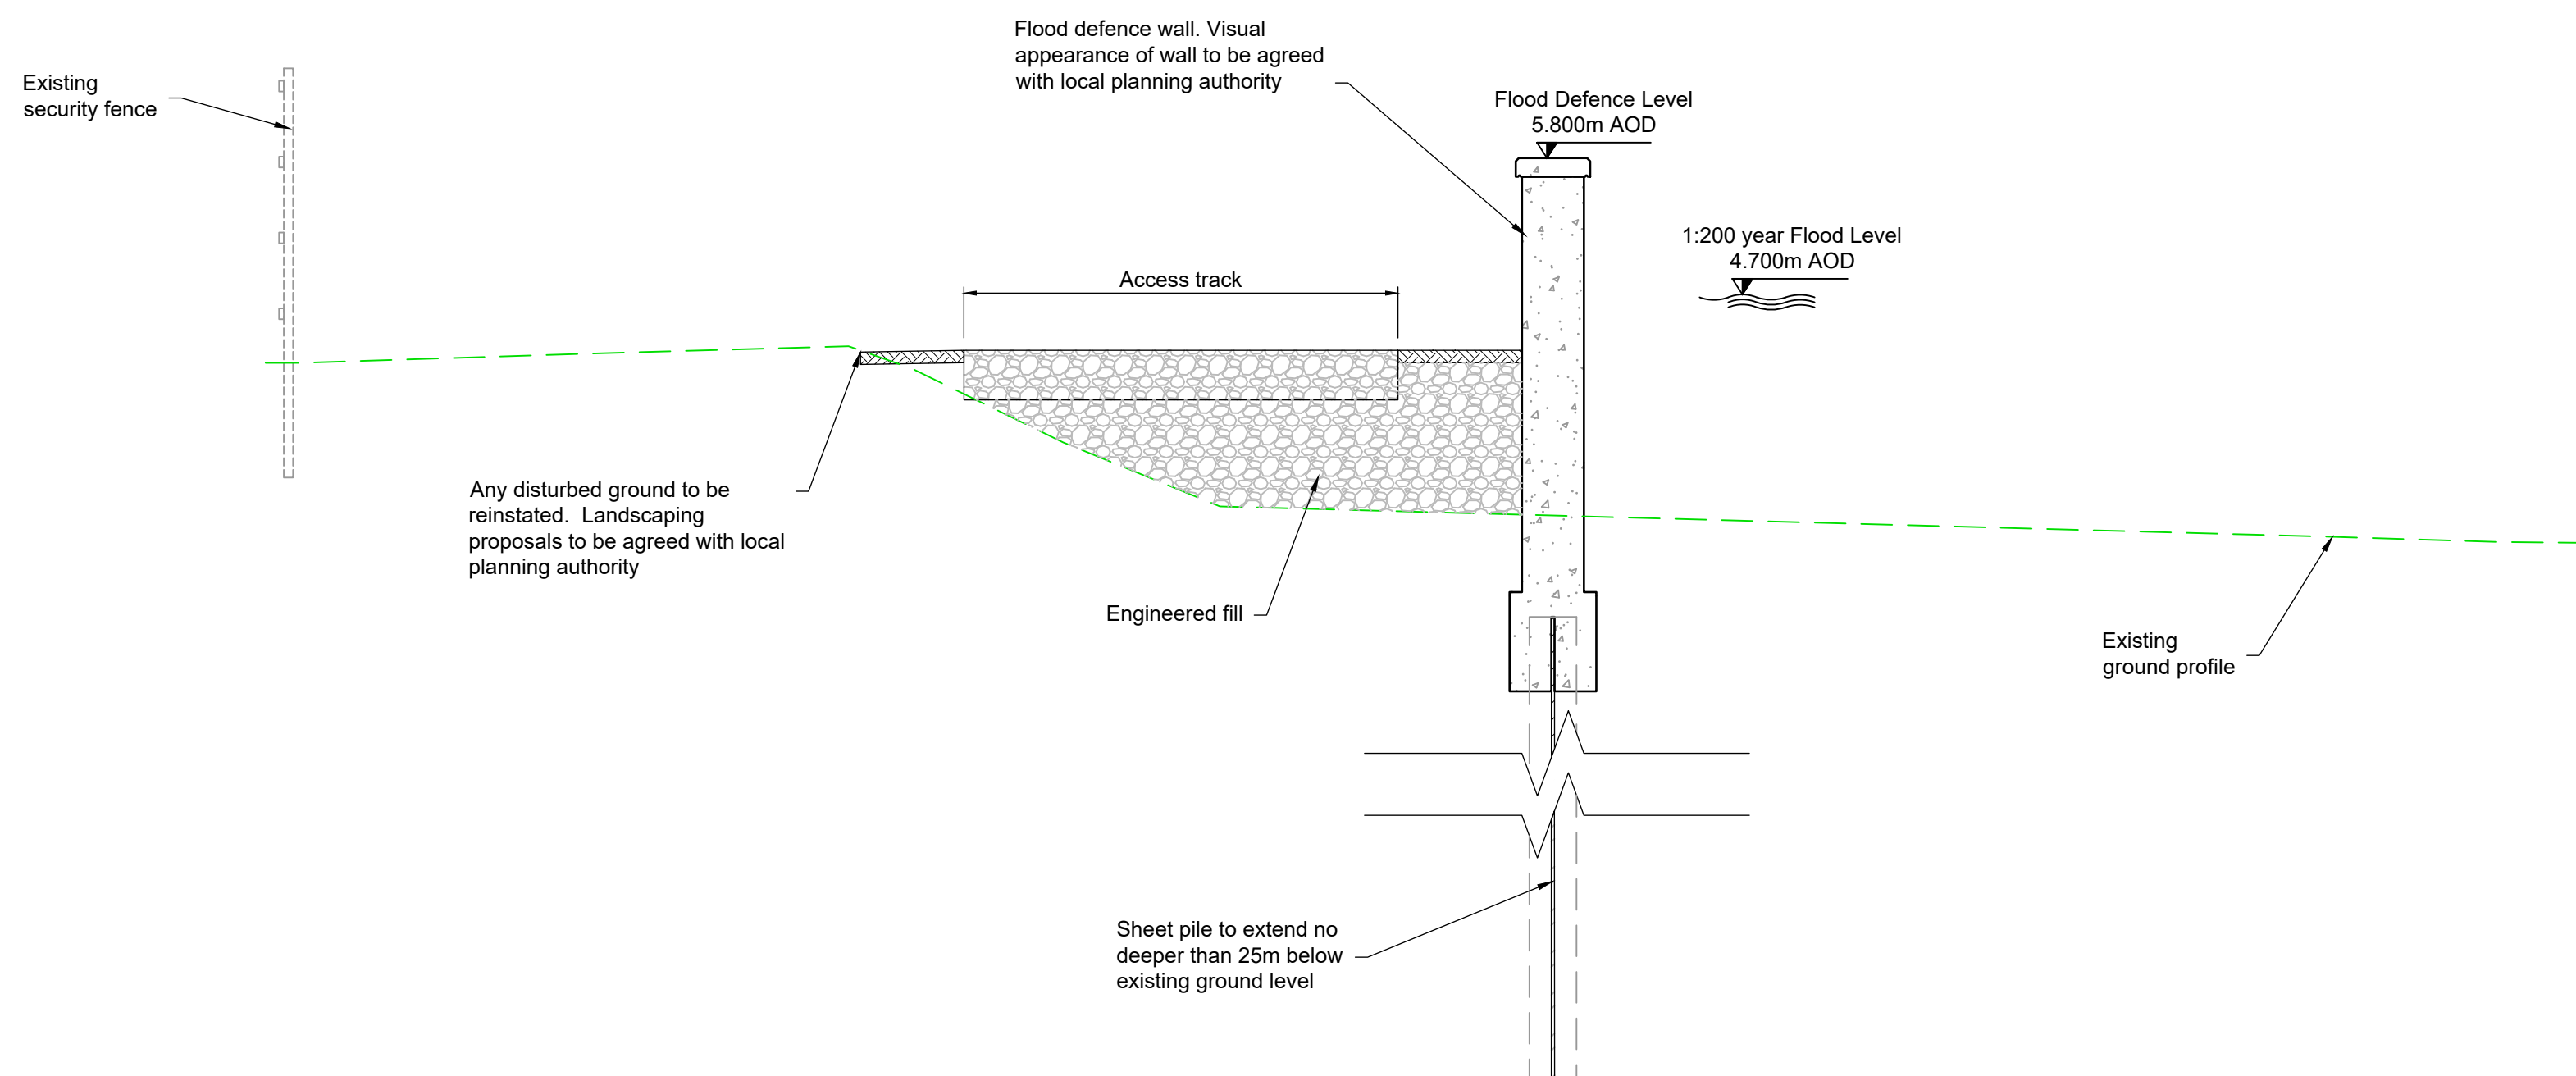 Flood defence wall. Visual
appearance of wall to be agreed
with local planning authority
Existing
security fence
Flood Defence Level
5.800m AOD
1:200 year Flood Level
4.700m AOD
Access track
Any disturbed ground to be
reinstated.  Landscaping
proposals to be agreed with local
planning authority
Engineered fill
Existing
ground profile
Sheet pile to extend no
deeper than 25m below
existing ground level